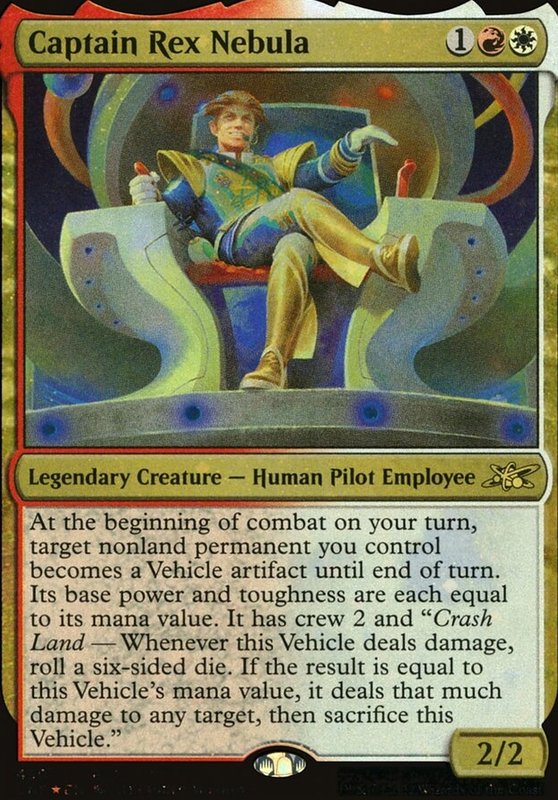 Captain Rex Nebula 1
Legendary Creature — Human Pilot Employee
At the beginning of combat on your turn,
target nonland permanent you control
becomes a Vehicle artifact until end of turn.
Its base power and toughness are each equal
to its mana value. It has crew 2 and “Crash
Land — Whenever this Vehicle deals damage,
roll a six-sided die. If the result is equal to
this Vehicle’s mana value, it deals that much
damage to any target, then sacrifice this
Vehicle.”
2/2